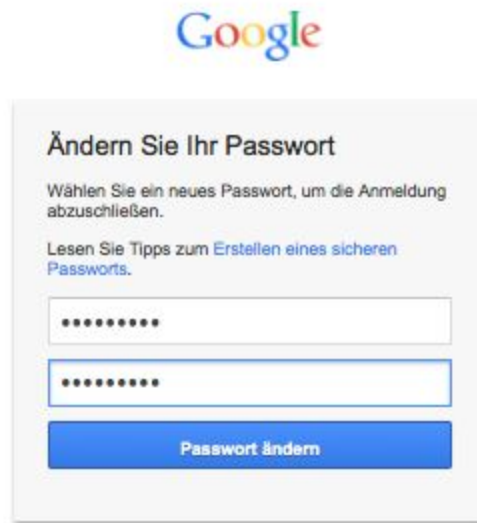 Google
Ändern Sie Ihr Passwort
Wählen Sie ein neues Passwort, um die Anmeldung
abzuschließen.
Lesen Sie Tipps zum Erstellen eines sicheren
Passworts.
•••••••••
•••••••••
Passwort ändern